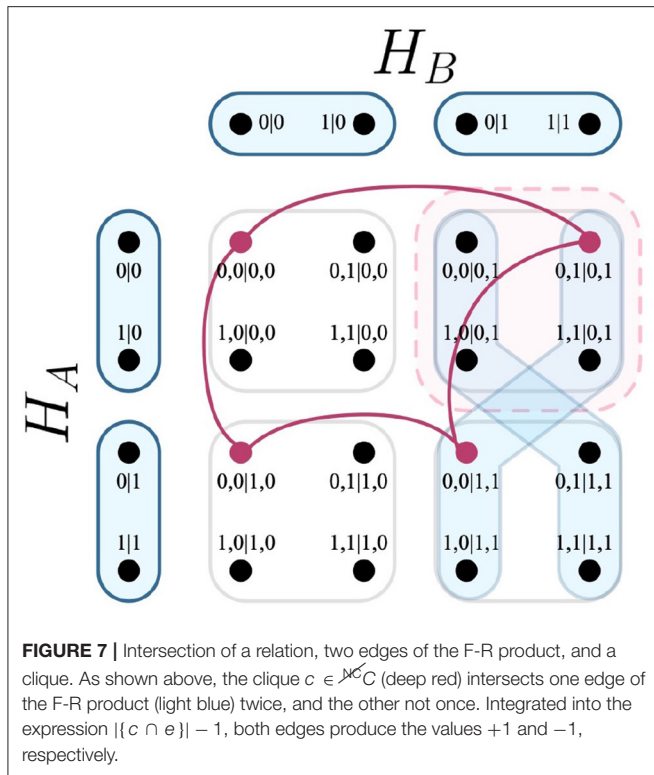 H_B
0|0 1|0 0|1 1|1
H_A
0|0
1|0
0|1
1|1
0,0|0,0 0,1|0,0 0,0|0,1 0,1|0,1
1,0|0,0 1,1|0,0 1,0|0,1 1,1|0,1
0,0|1,0 0,1|1,0 0,0|1,1 0,1|1,1
1,0|1,0 1,1|1,0 1,0|1,1 1,1|1,1
FIGURE 7 | Intersection of a relation, two edges of the F-R product, and a
clique. As shown above, the clique c ∈ N̸C̸C (deep red) intersects one edge of
the F-R product (light blue) twice, and the other not once. Integrated into the
expression |{c ∩ e}| − 1, both edges produce the values +1 and −1,
respectively.